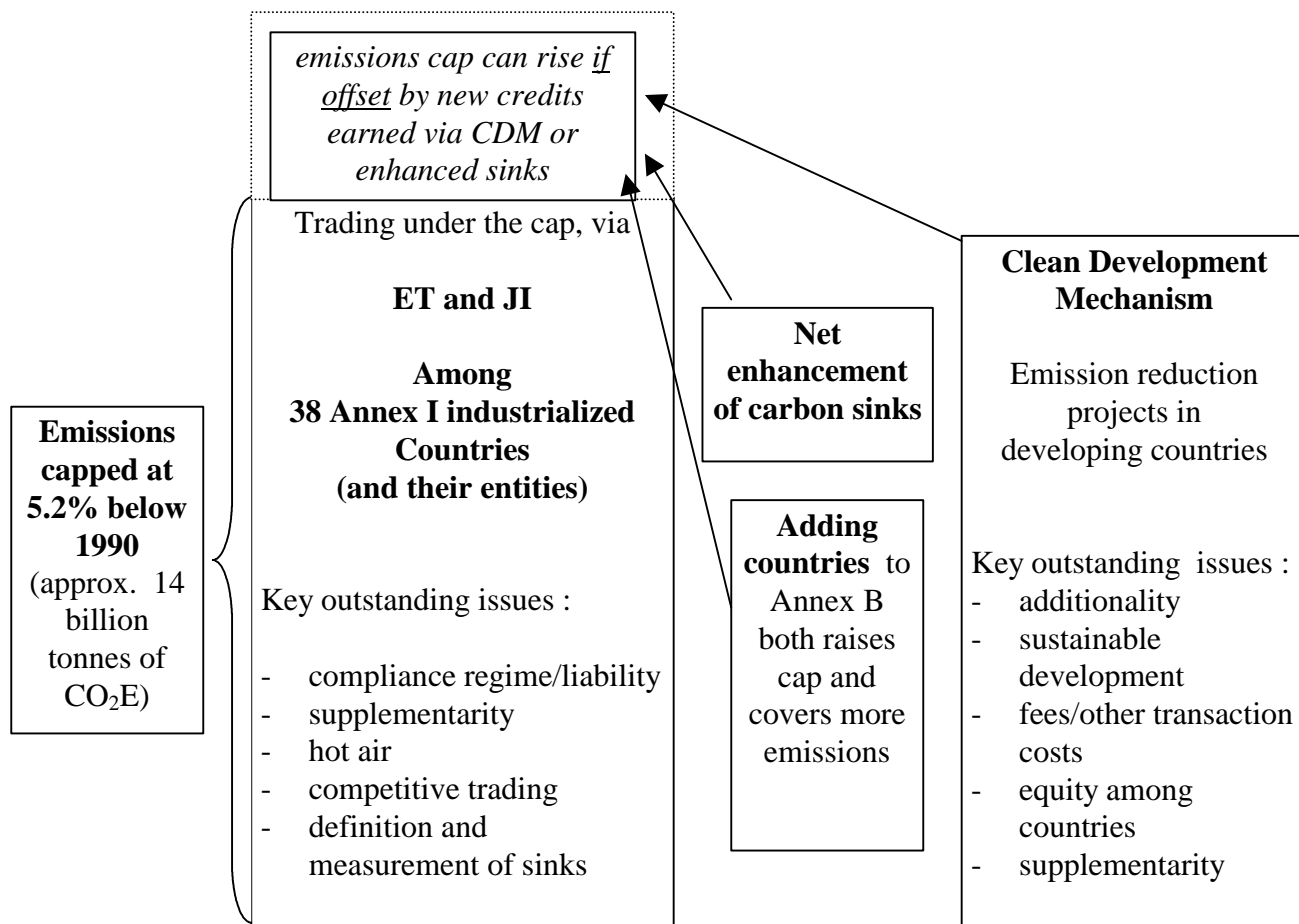 emissions cap can rise if
offset by new credits
earned via CDM or
enhanced sinks
Trading under the cap, via
ET and JI
Among
38 Annex I industrialized
Countries
(and their entities)
Key outstanding issues :
- compliance regime/liability
- supplementarity
- hot air
- competitive trading
- definition and
measurement of sinks
Emissions
capped at
5.2% below
1990
(approx. 14
billion
tonnes of
CO₂E)
Net
enhancement
of carbon sinks
Adding
countries to
Annex B
both raises
cap and
covers more
emissions
Clean Development
Mechanism
Emission reduction
projects in
developing countries
Key outstanding issues :
- additionality
- sustainable
development
- fees/other transaction
costs
- equity among
countries
- supplementarity